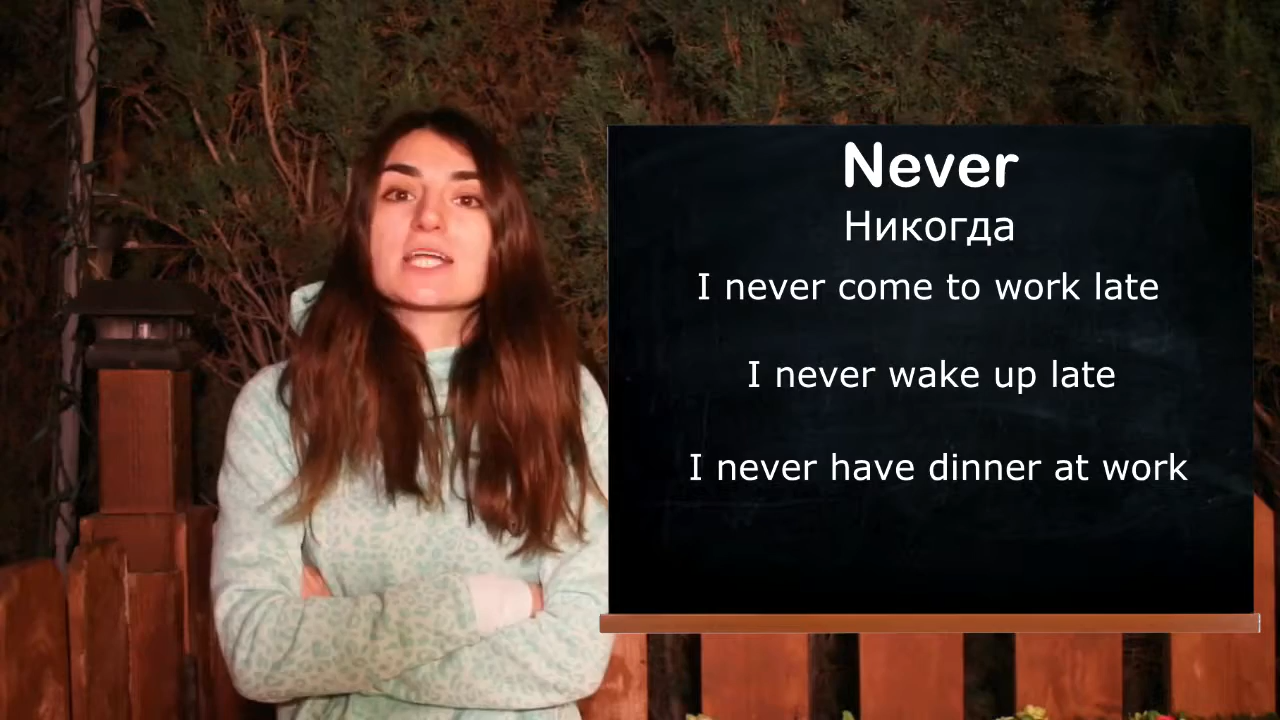 Never
Никогда
I never come to work late
I never wake up late
I never have dinner at work